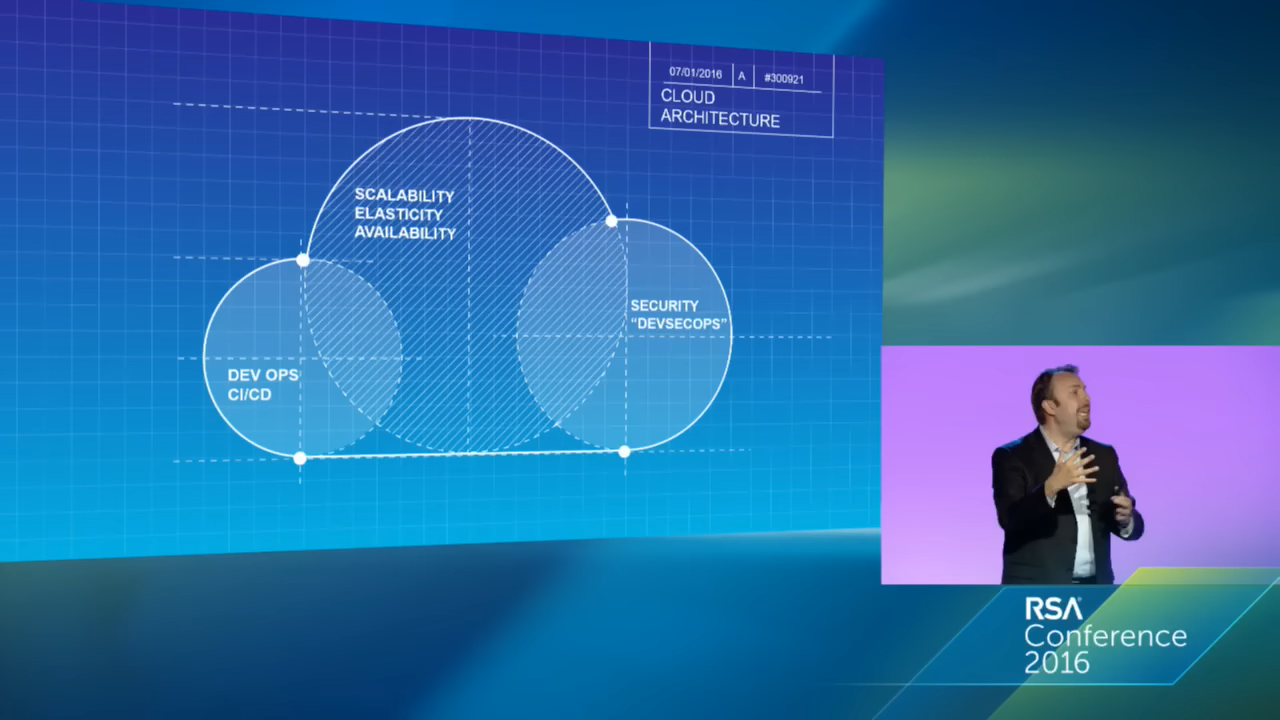 07/01/2016 A #300921
CLOUD
ARCHITECTURE
SCALABILITY
ELASTICITY
AVAILABILITY
SECURITY
“DEVSECOPS”
DEV OPS
CI/CD
RSA
Conference
2016